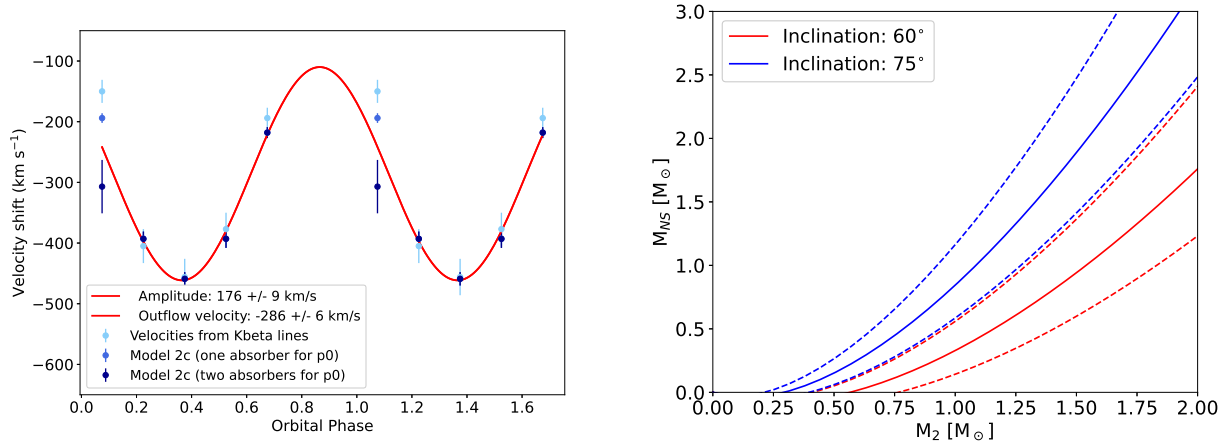 −100
−200
−300
−400
−500
−600
Velocity shift (km s−1)
Amplitude: 176 +/- 9 km/s
Outflow velocity: -286 +/- 6 km/s
Velocities from Kbeta lines
Model 2c (one absorber for p0)
Model 2c (two absorbers for p0)
0.0 0.2 0.4 0.6 0.8 1.0 1.2 1.4 1.6
Orbital Phase
3.0
2.5
2.0
1.5
1.0
0.5
0.0
MNS [M⊙]
Inclination: 60°
Inclination: 75°
0.00 0.25 0.50 0.75 1.00 1.25 1.50 1.75 2.00
M2 [M⊙]